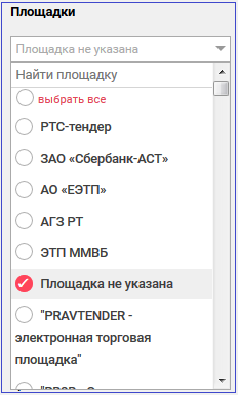 Площадки
Площадка не указана
Найти площадку
выбрать все
РТС-тендер
ЗАО «Сбербанк-АСТ»
АО «ЕЭТП»
АГЗ РТ
ЭТП ММВБ
Площадка не указана
"PRAVTENDER -
электронная торговая
площадка"